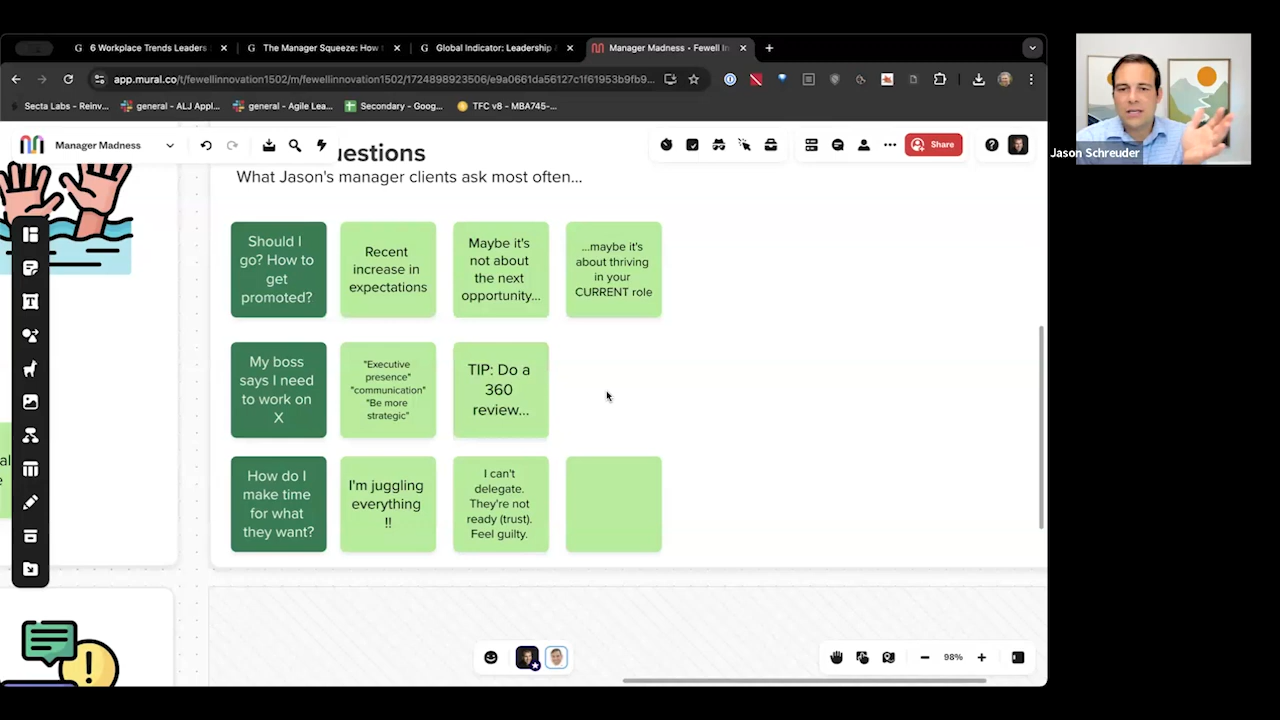 6 Workplace Trends Leaders
The Manager Squeeze: How
Global Indicator: Leadership
Manager Madness • Fewell In
app.mural.co/t/fewellinnovation1502/m/fewellinnovation1502/1724898923506/e9a0661da56127c1f61953b9fb9...
Secta Labs - Reinv...
general - ALJ Appl...
general - Agile Lea...
Secondary - Goog...
TFC v8 - MBA745-...
Manager Madness
Share
uestions
What Jason's manager clients ask most often...
Should I
go? How to
get
promoted?
Recent
increase in
expectations
Maybe it's
not about
the next
opportunity...
...maybe it's
about thriving
in your
CURRENT role
My boss
says I need
to work on
X
"Executive
presence"
"communication"
"Be more
strategic"
TIP: Do a
360
review...
How do I
make time
for what
they want?
I'm juggling
everything
!!
I can't
delegate.
They're not
ready (trust).
Feel guilty.
al
e
98%
Jason Schreuder